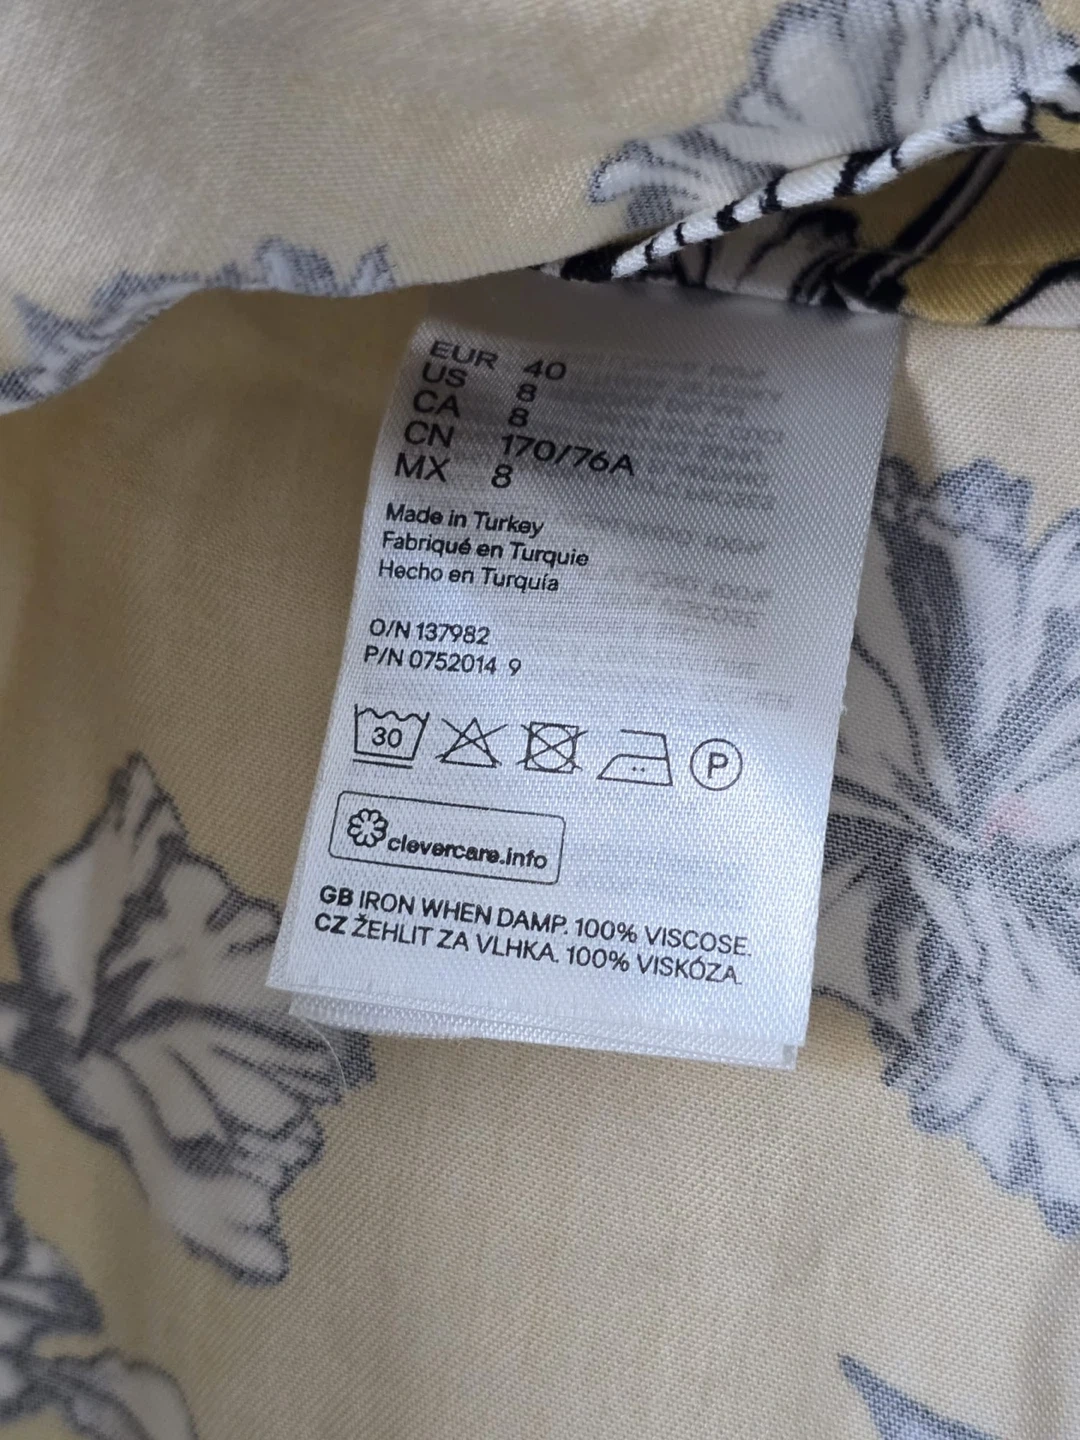 EUR 40
US 8
CA 8
CN 170/76A
MX 8
Made in Turkey
Fabriqué en Turquie
Hecho en Turquía
O/N 137982
P/N 0752014 9
30
P
clevercare.info
GB IRON WHEN DAMP. 100% VISCOSE.
CZ ŽEHLIT ZA VLHKA. 100% VISKÓZA.